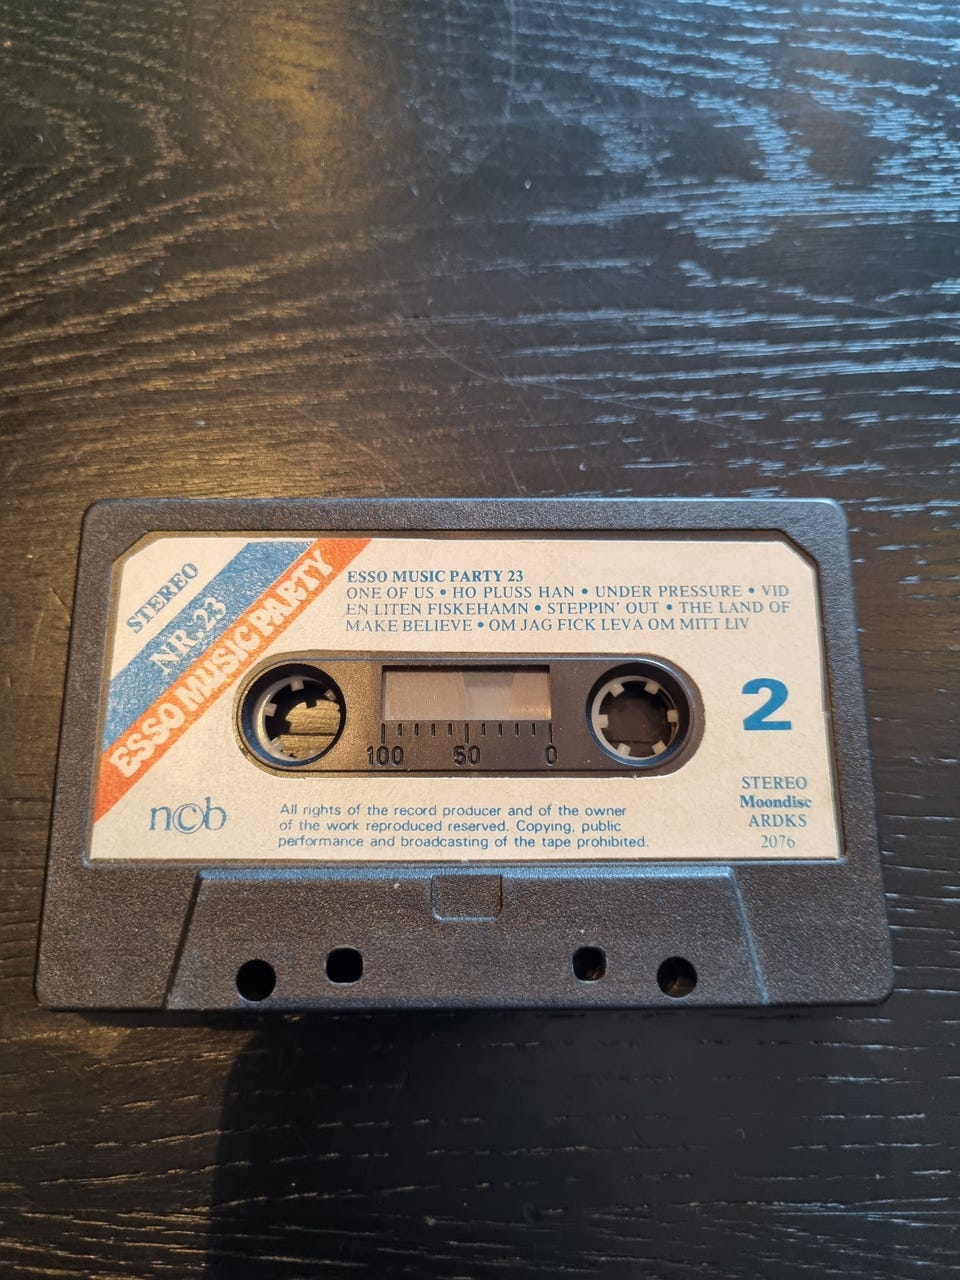 STEREO
NR. 23
ESSO MUSIC PARTY
ESSO MUSIC PARTY 23
ONE OF US • HO PLUSS HAN • UNDER PRESSURE • VID
EN LITEN FISKEHAMN • STEPPIN' OUT • THE LAND OF
MAKE BELIEVE • OM JAG FICK LEVA OM MITT LIV
2
100 50 0
STEREO
Moondisc
ARDKS
2076
n©b
All rights of the record producer and of the owner
of the work reproduced reserved. Copying, public
performance and broadcasting of the tape prohibited.